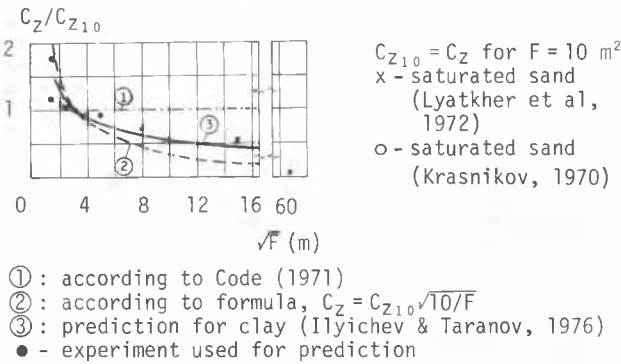 C_Z/C_Z₁₀
2
1
① 
③
②
0 4 8 12 16 60
√F (m)
C_Z₁₀ = C_Z for F = 10 m²
x - saturated sand
(Lyatkher et al,
1972)
o - saturated sand
(Krasnikov, 1970)
① : according to Code (1971)
② : according to formula, C_Z = C_Z₁₀√10/F
③ : prediction for clay (Ilyichev & Taranov, 1976)
● - experiment used for prediction